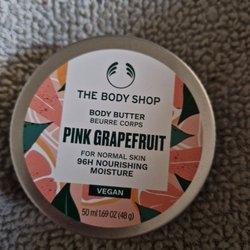 THE BODY SHOP
BODY BUTTER
BEURRE CORPS
PINK GRAPEFRUIT
FOR NORMAL SKIN
96H NOURISHING
MOISTURE
VEGAN
50 ml 1.69 OZ (48 g)